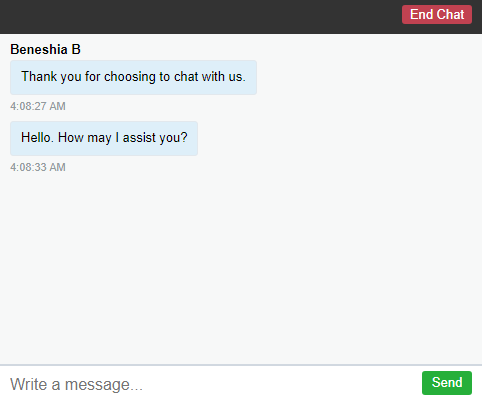 End Chat
Beneshia B
Thank you for choosing to chat with us.
4:08:27 AM
Hello. How may I assist you?
4:08:33 AM
Write a message...
Send